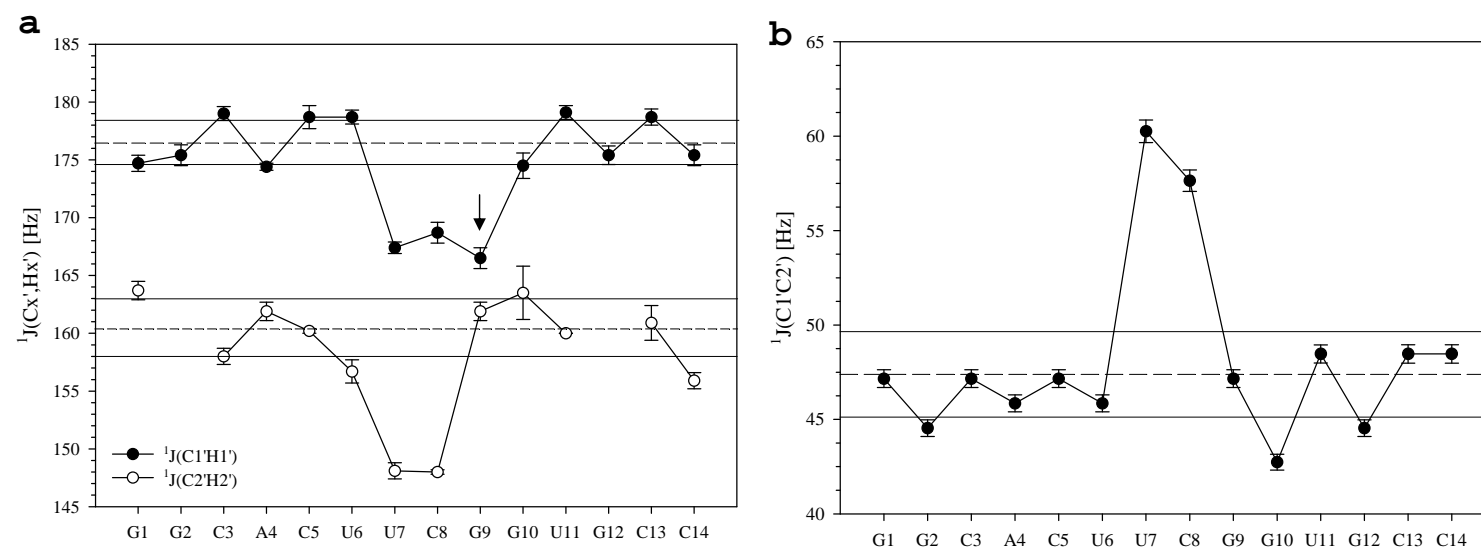 a
185
180
175
170
165
160
155
150
145
¹J(Cx',Hx') [Hz]
¹J(C1'H1')
¹J(C2'H2')
G1 G2 C3 A4 C5 U6 U7 C8 G9 G10 U11 G12 C13 C14
b
65
60
55
50
45
40
¹J(C1'C2') [Hz]
G1 G2 C3 A4 C5 U6 U7 C8 G9 G10 U11 G12 C13 C14